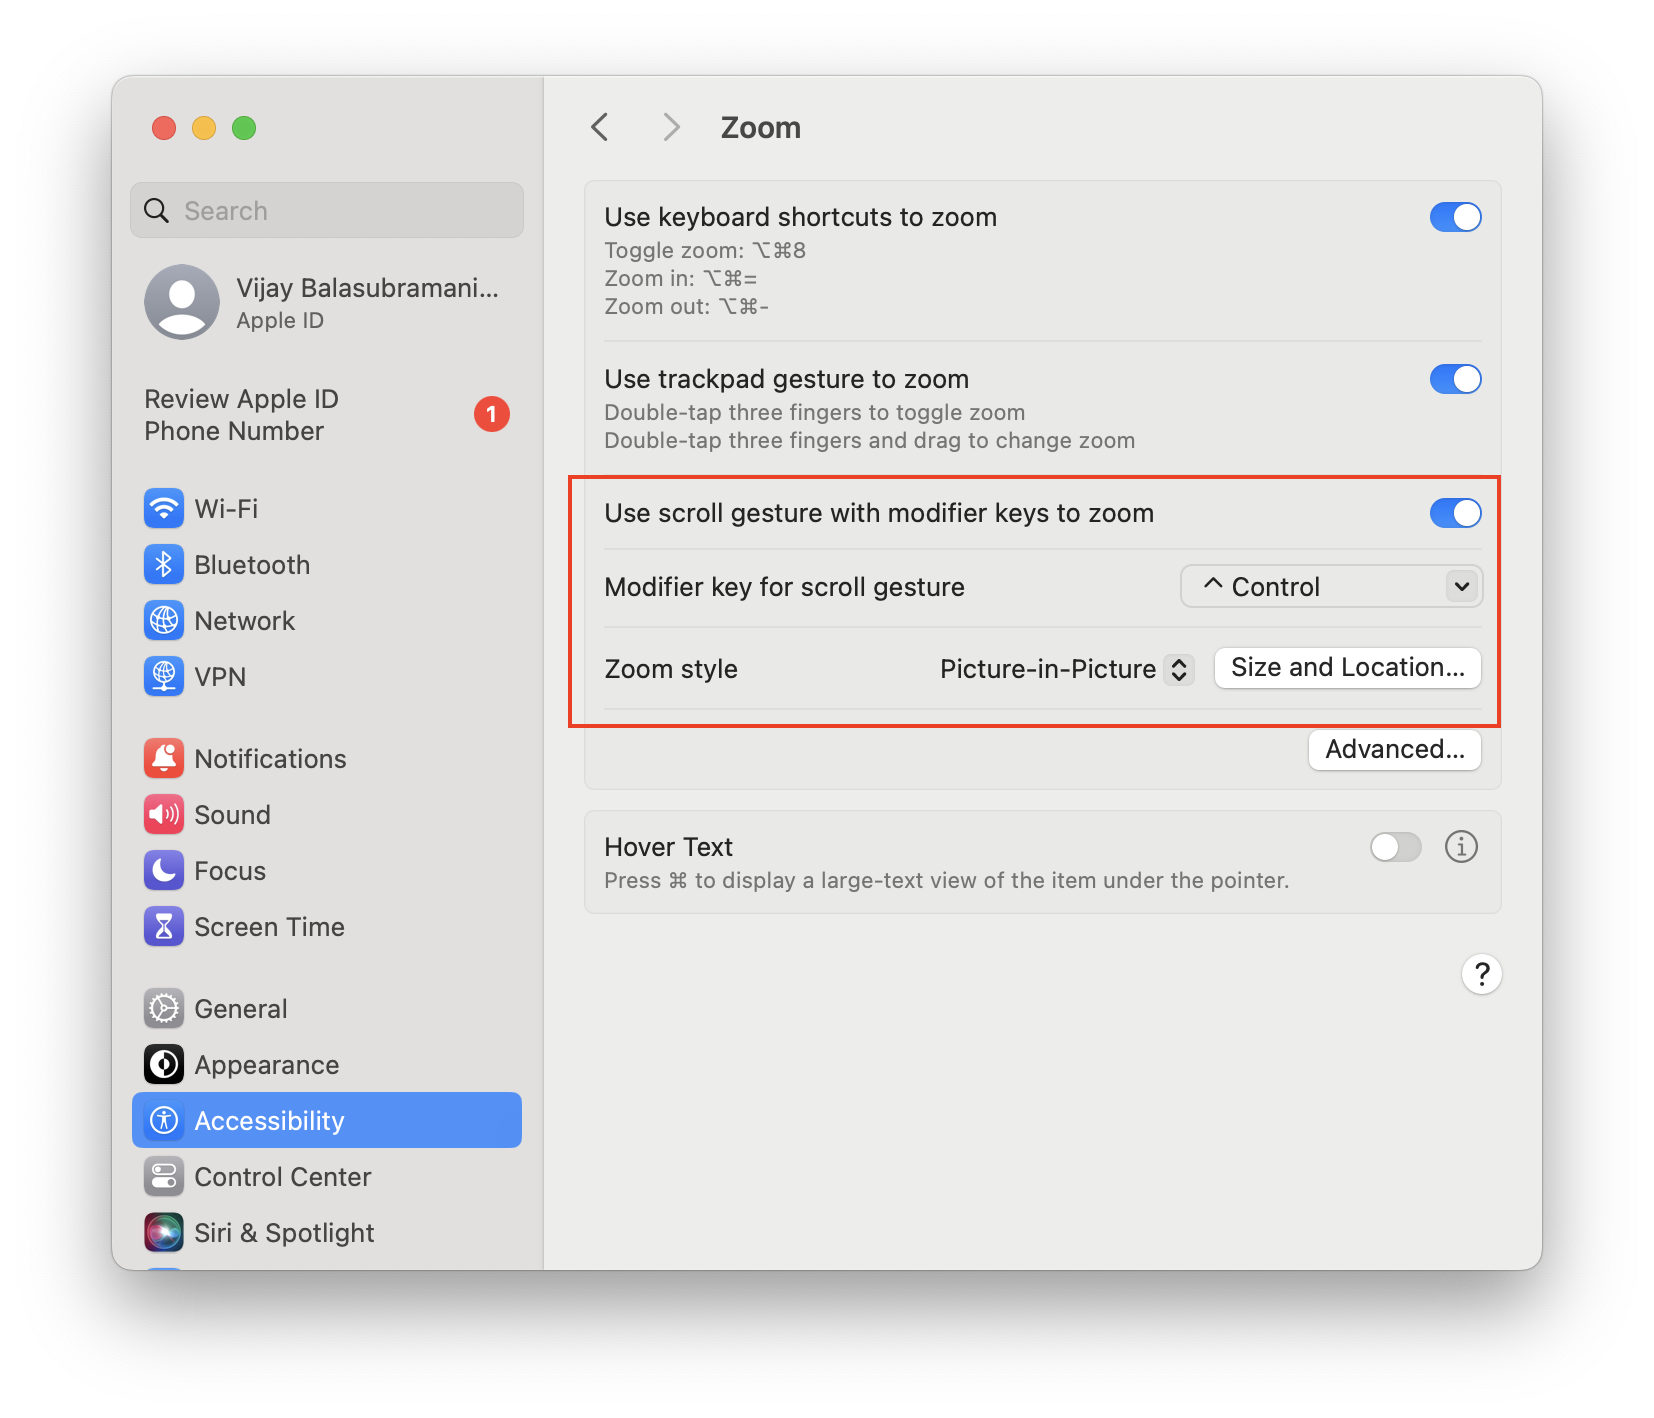 Zoom
Search
Vijay Balasubramani...
Apple ID
Review Apple ID
Phone Number
1
Wi-Fi
Bluetooth
Network
VPN
Notifications
Sound
Focus
Screen Time
General
Appearance
Accessibility
Control Center
Siri & Spotlight
Use keyboard shortcuts to zoom
Toggle zoom: ⌥⌘8
Zoom in: ⌥⌘=
Zoom out: ⌥⌘-
Use trackpad gesture to zoom
Double-tap three fingers to toggle zoom
Double-tap three fingers and drag to change zoom
Use scroll gesture with modifier keys to zoom
Modifier key for scroll gesture ⌃ Control
Zoom style Picture-in-Picture Size and Location...
Advanced...
Hover Text
Press ⌘ to display a large-text view of the item under the pointer.
?